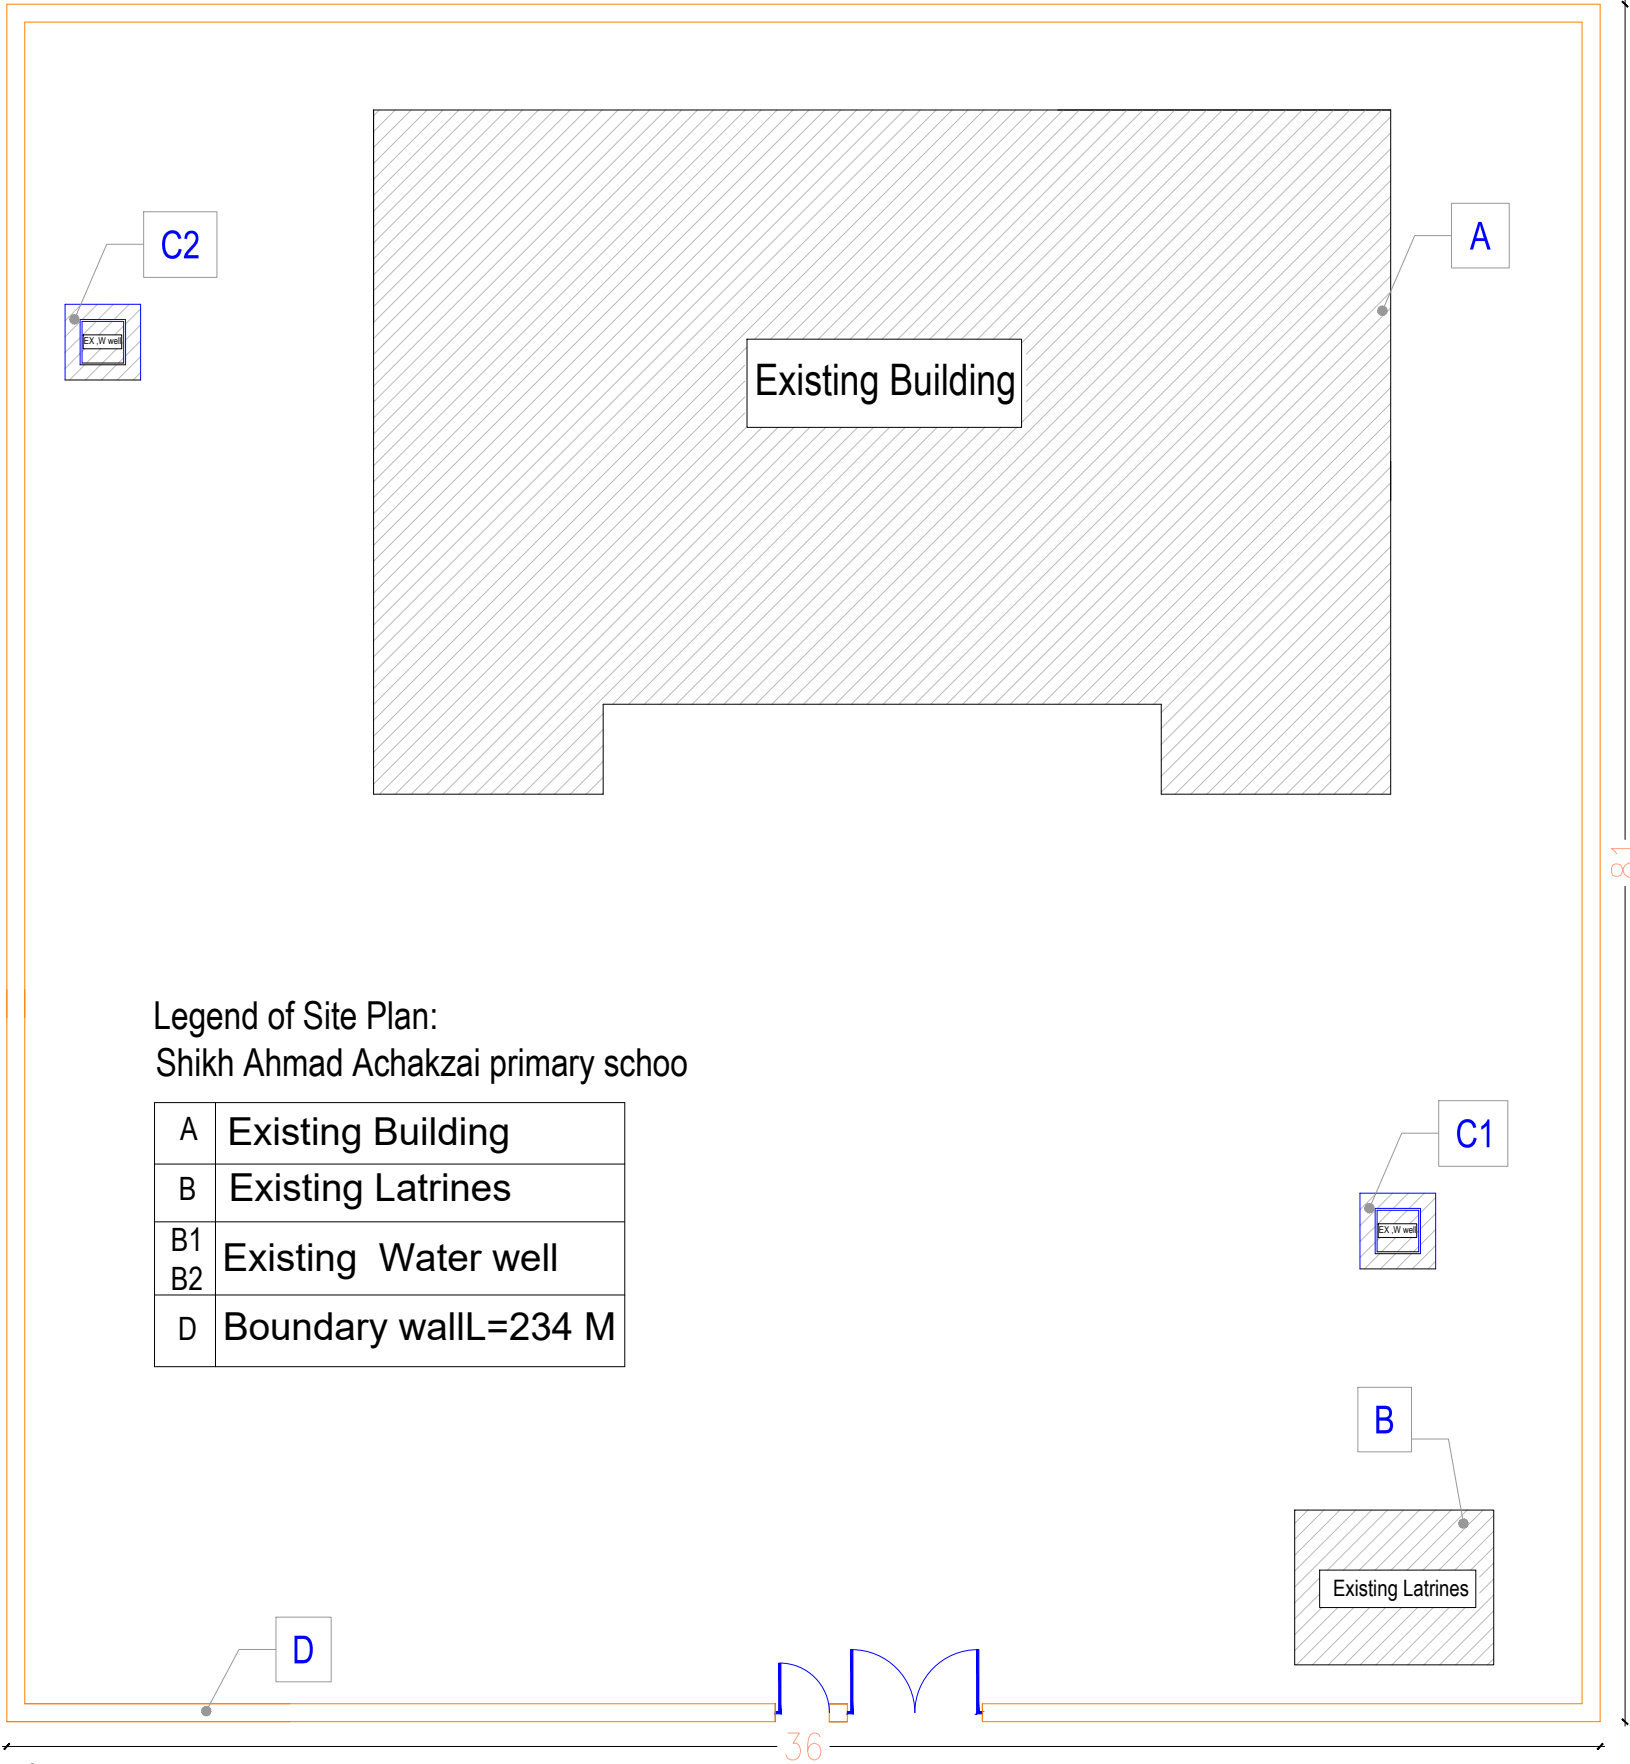 C2
A
EX ,W well
Existing Building
Legend of Site Plan:
Shikh Ahmad Achakzai primary schoo
A Existing Building
B Existing Latrines
B1
B2
Existing Water well
D Boundary wallL=234 M
81
C1
EX ,W well
B
Existing Latrines
D
36